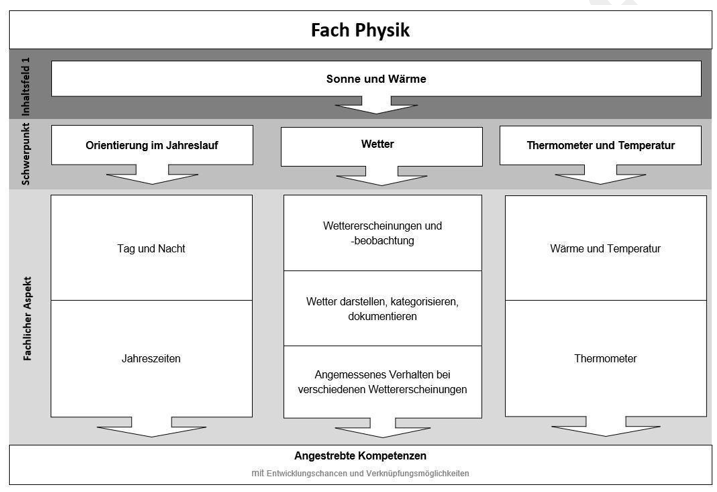 Fach Physik
Inhaltsfeld 1
Sonne und Wärme
Schwerpunkt
Orientierung im Jahreslauf
Wetter
Thermometer und Temperatur
Fachlicher Aspekt
Tag und Nacht
Jahreszeiten
Wettererscheinungen und
-beobachtung
Wetter darstellen, kategorisieren,
dokumentieren
Angemessenes Verhalten bei
verschiedenen Wettererscheinungen
Wärme und Temperatur
Thermometer
Angestrebte Kompetenzen
mit Entwicklungschancen und Verknüpfungsmöglichkeiten